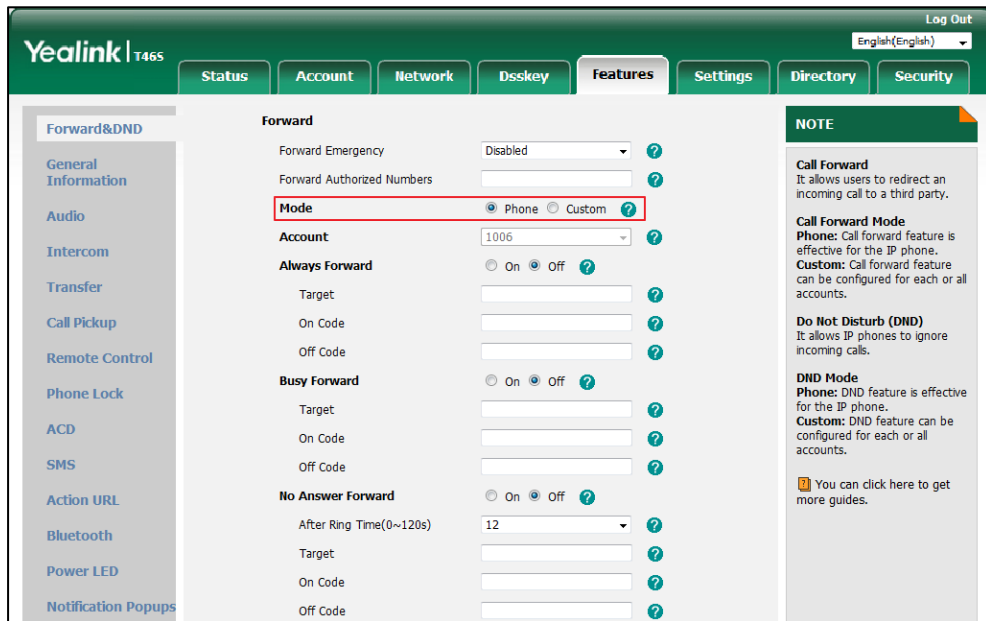 Log Out
Yealink | T46S
English(English)
Status Account Network Dsskey Features Settings Directory Security
Forward&DND
General
Information
Audio
Intercom
Transfer
Call Pickup
Remote Control
Phone Lock
ACD
SMS
Action URL
Bluetooth
Power LED
Notification Popups
Forward
Forward Emergency Disabled ?
Forward Authorized Numbers ?
Mode Phone Custom ?
Account 1006 ?
Always Forward On Off ?
Target ?
On Code ?
Off Code ?
Busy Forward On Off ?
Target ?
On Code ?
Off Code ?
No Answer Forward On Off ?
After Ring Time(0~120s) 12 ?
Target ?
On Code ?
Off Code ?
NOTE
Call Forward
It allows users to redirect an
incoming call to a third party.
Call Forward Mode
Phone: Call forward feature is
effective for the IP phone.
Custom: Call forward feature
can be configured for each or all
accounts.
Do Not Disturb (DND)
It allows IP phones to ignore
incoming calls.
DND Mode
Phone: DND feature is effective
for the IP phone.
Custom: DND feature can be
configured for each or all
accounts.
? You can click here to get
more guides.